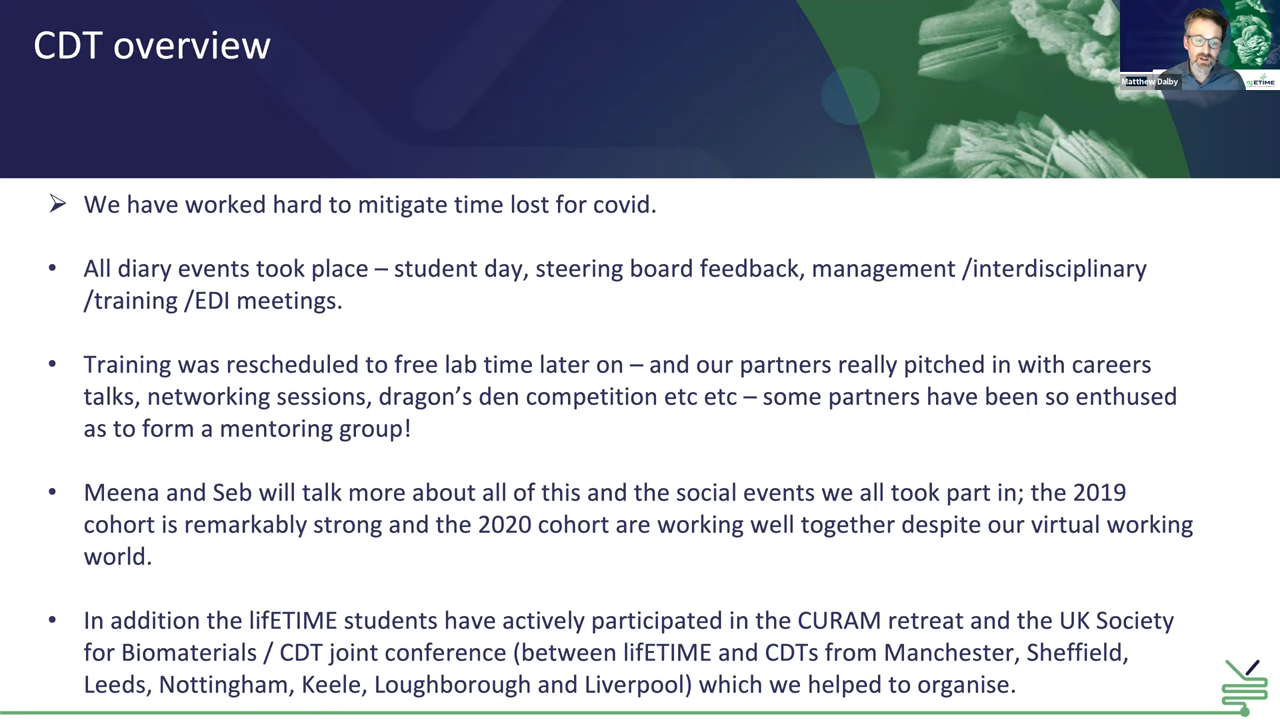 CDT overview
Matthew Dalby
lifETIME
➢ We have worked hard to mitigate time lost for covid.
• All diary events took place – student day, steering board feedback, management /interdisciplinary
/training /EDI meetings.
• Training was rescheduled to free lab time later on – and our partners really pitched in with careers
talks, networking sessions, dragon’s den competition etc etc – some partners have been so enthused
as to form a mentoring group!
• Meena and Seb will talk more about all of this and the social events we all took part in; the 2019
cohort is remarkably strong and the 2020 cohort are working well together despite our virtual working
world.
• In addition the lifETIME students have actively participated in the CURAM retreat and the UK Society
for Biomaterials / CDT joint conference (between lifETIME and CDTs from Manchester, Sheffield,
Leeds, Nottingham, Keele, Loughborough and Liverpool) which we helped to organise.